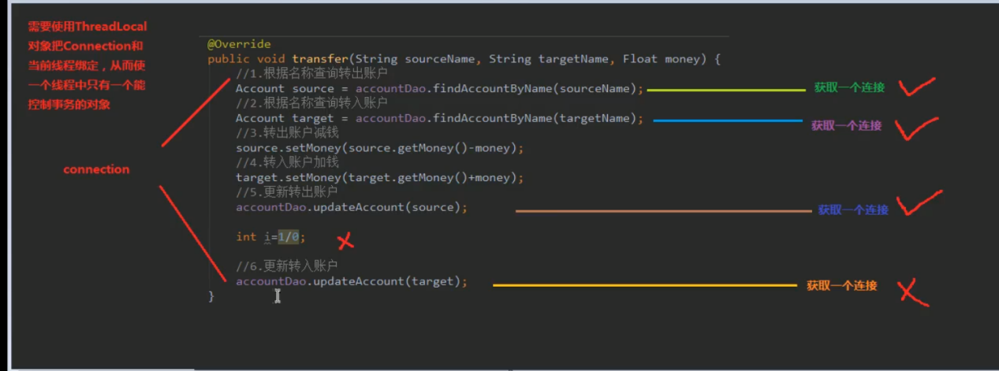 需要使用ThreadLocal
对象把Connection和
当前线程绑定，从而使
一个线程中只有一个能
控制事务的对象
connection
@Override
public void transfer(String sourceName, String targetName, Float money) {
//1.根据名称查询转出账户
Account source = accountDao.findAccountByName(sourceName);
获取一个连接
//2.根据名称查询转入账户
Account target = accountDao.findAccountByName(targetName);
获取一个连接
//3.转出账户减钱
source.setMoney(source.getMoney()-money);
//4.转入账户加钱
target.setMoney(target.getMoney()+money);
//5.更新转出账户
accountDao.updateAccount(source);
获取一个连接
int i=1/0;
//6.更新转入账户
accountDao.updateAccount(target);
获取一个连接
}